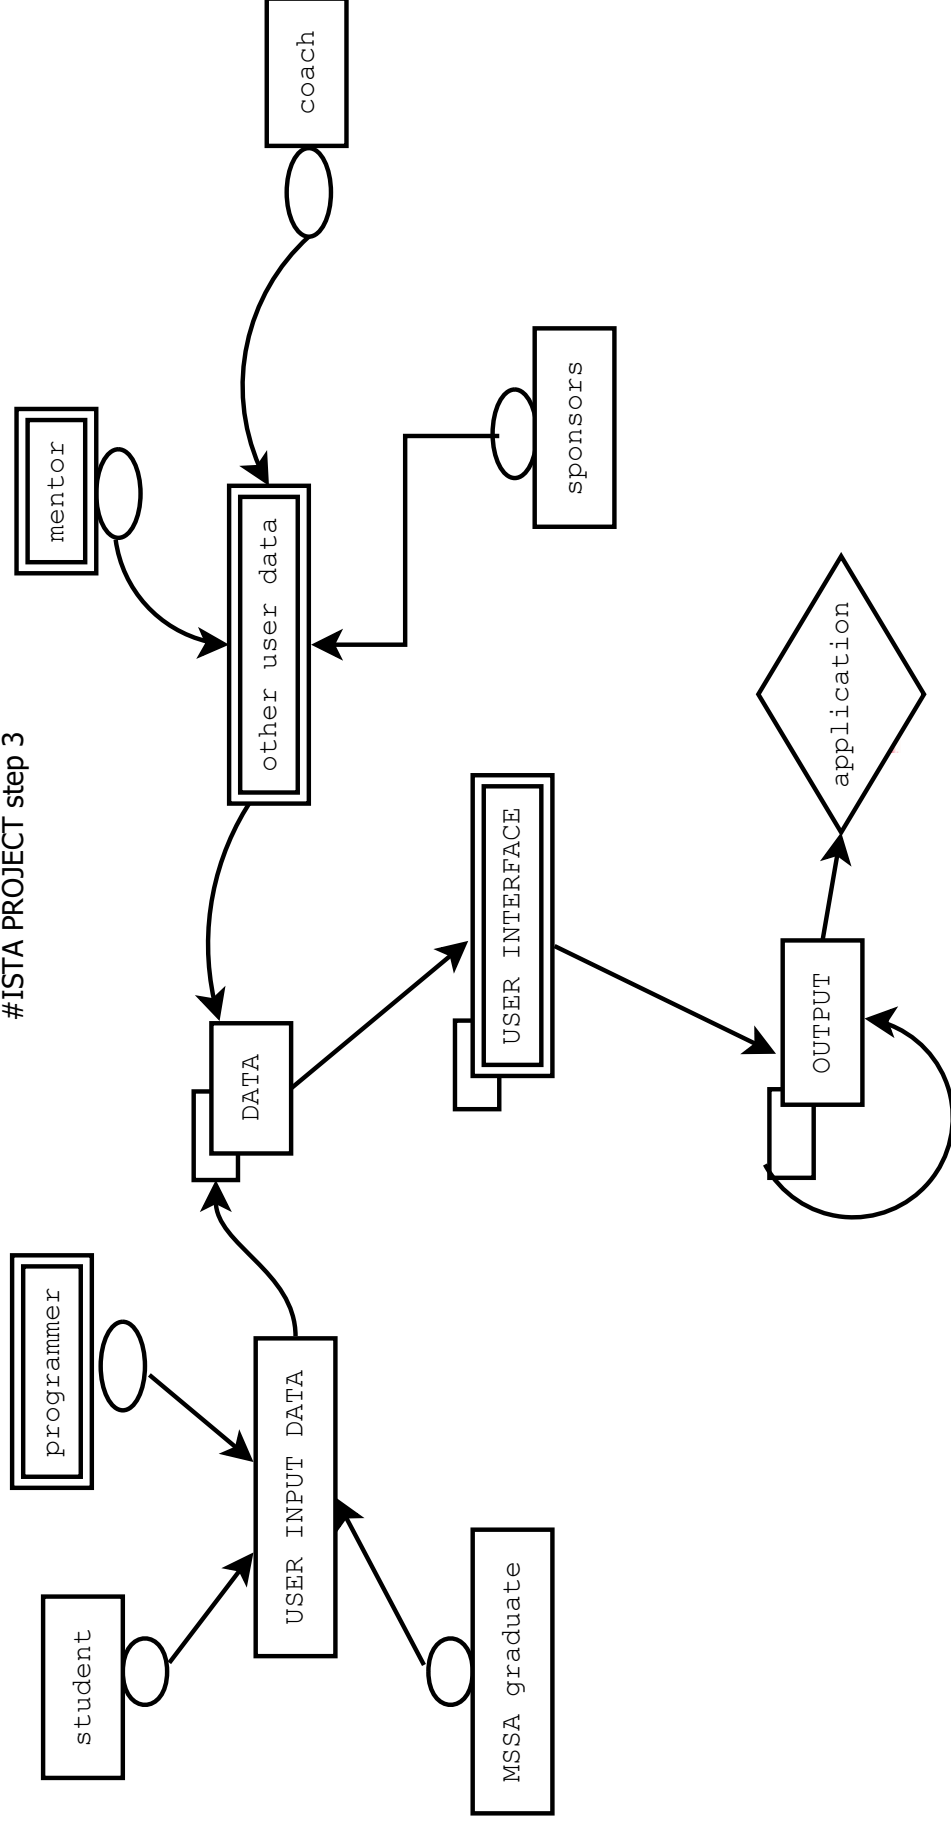 #ISTA PROJECT step 3
student
programmer
mentor
coach
USER INPUT DATA
DATA
other user data
MSSA graduate
USER INTERFACE
sponsors
OUTPUT
application